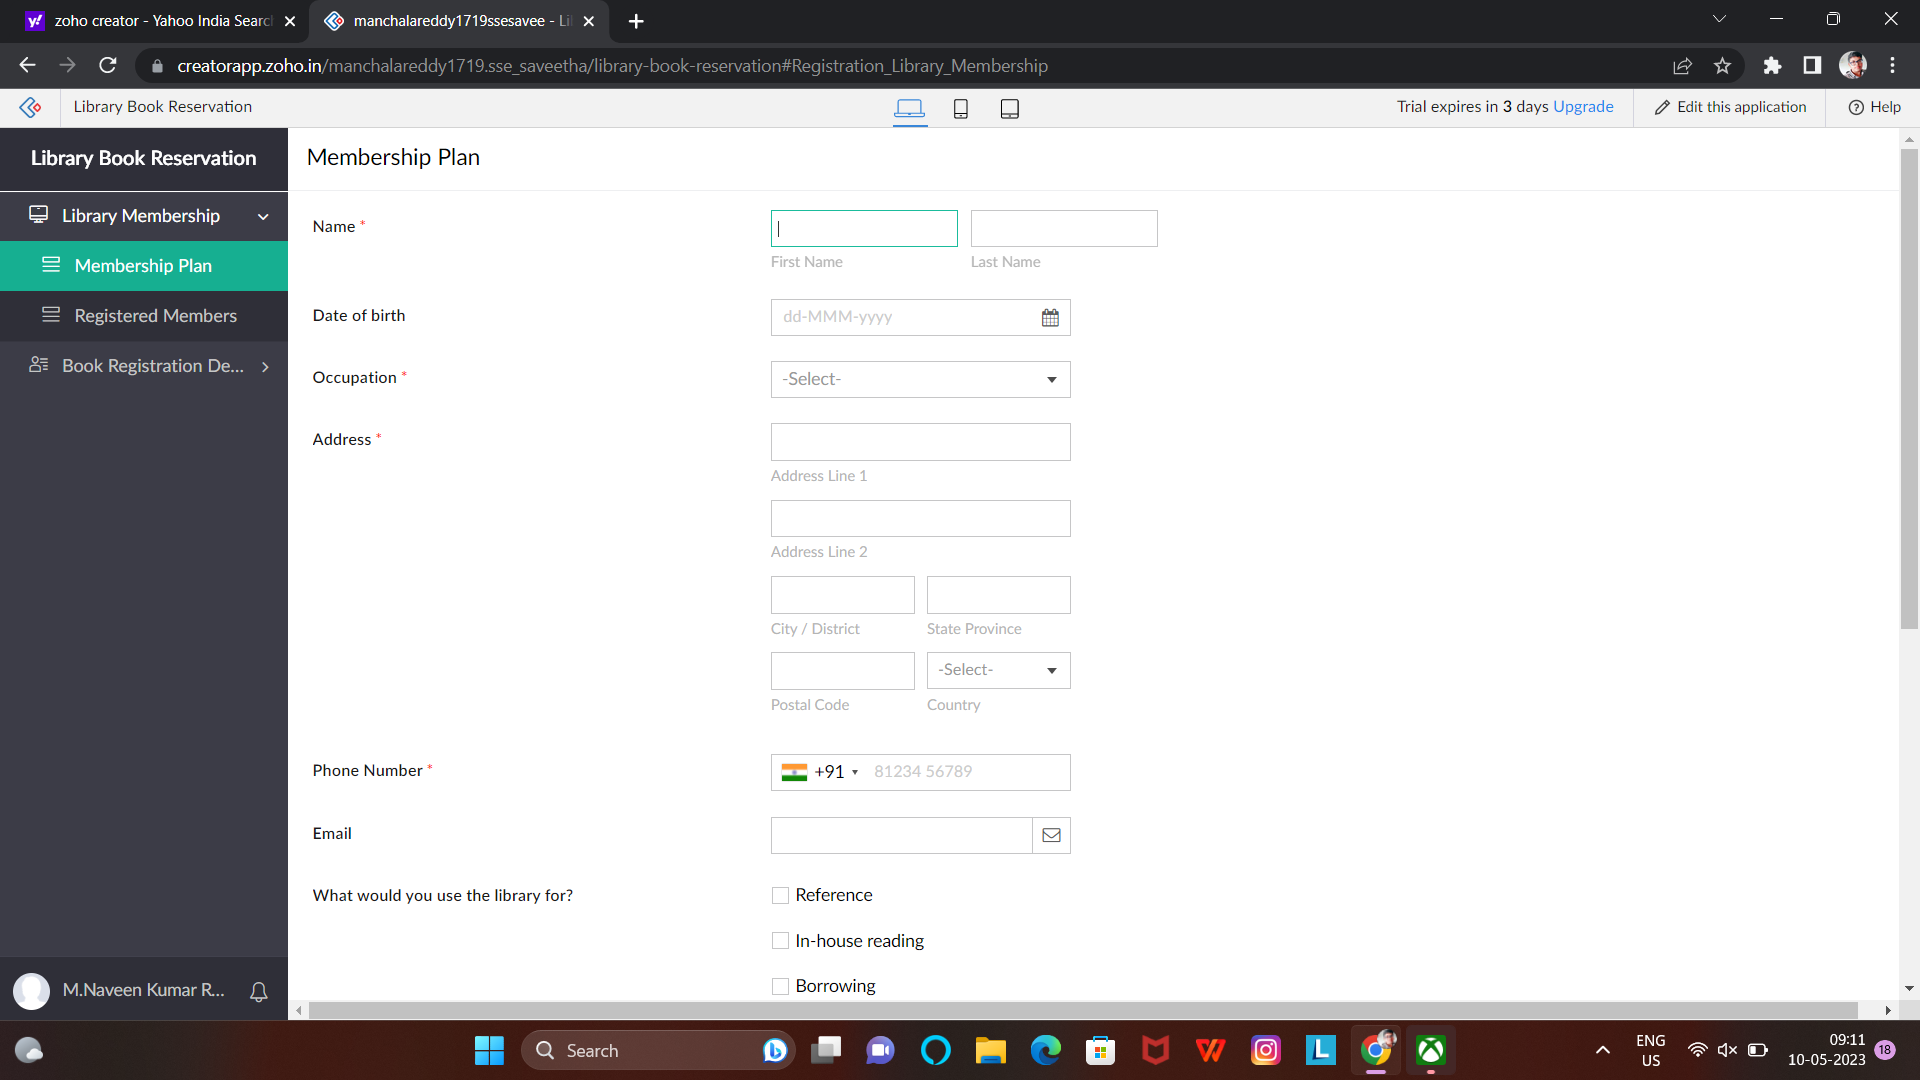 zoho creator - Yahoo India Searc
manchalareddy1719ssesavee - Li
creatorapp.zoho.in/manchalareddy1719.sse_saveetha/library-book-reservation#Registration_Library_Membership
Library Book Reservation
Trial expires in 3 days Upgrade
Edit this application
Help
Library Book Reservation
Library Membership
Membership Plan
Registered Members
Book Registration De...
M.Naveen Kumar R...
Membership Plan
Name *
First Name
Last Name
Date of birth
dd-MMM-yyyy
Occupation *
-Select-
Address *
Address Line 1
Address Line 2
City / District
State Province
-Select-
Postal Code
Country
Phone Number *
+91
81234 56789
Email
What would you use the library for?
Reference
In-house reading
Borrowing
Search
ENG
US
09:11
10-05-2023
18